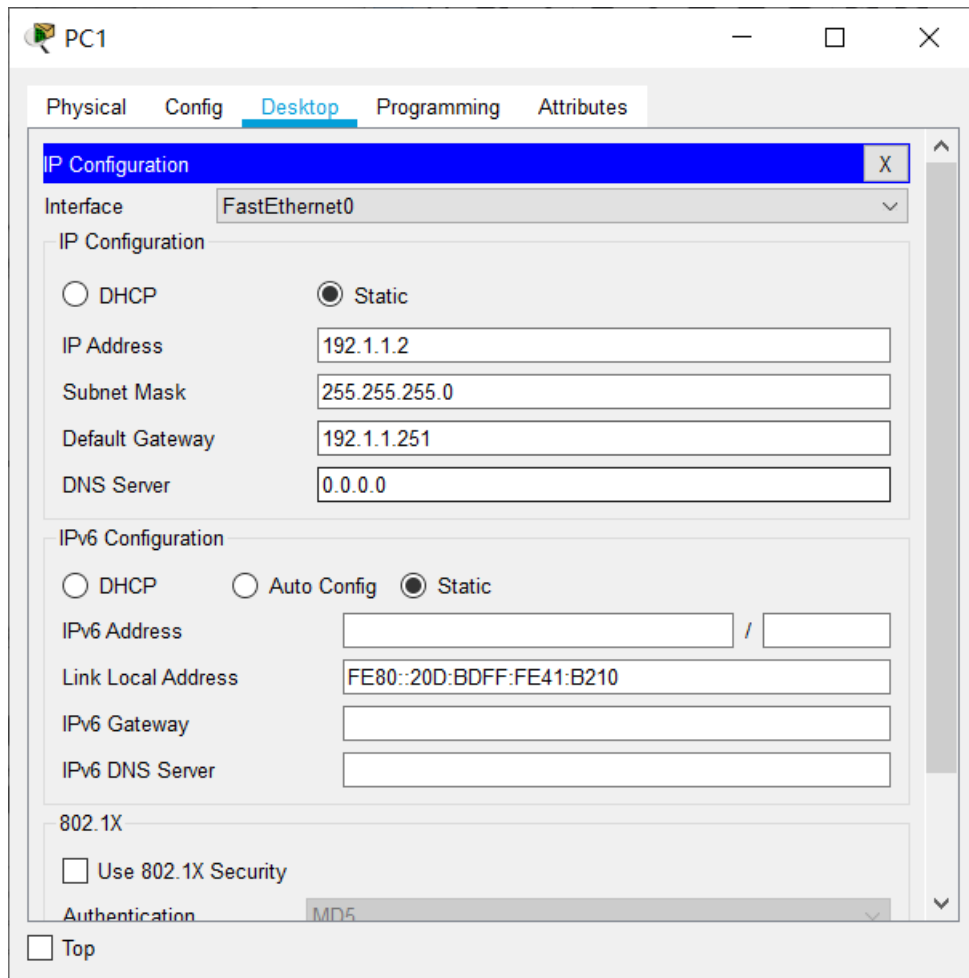 PC1
Physical Config Desktop Programming Attributes
IP Configuration X
Interface FastEthernet0
IP Configuration
DHCP Static
IP Address 192.1.1.2
Subnet Mask 255.255.255.0
Default Gateway 192.1.1.251
DNS Server 0.0.0.0
IPv6 Configuration
DHCP Auto Config Static
IPv6 Address /
Link Local Address FE80::20D:BDFF:FE41:B210
IPv6 Gateway
IPv6 DNS Server
802.1X
Use 802.1X Security
Authentication MD5
Top